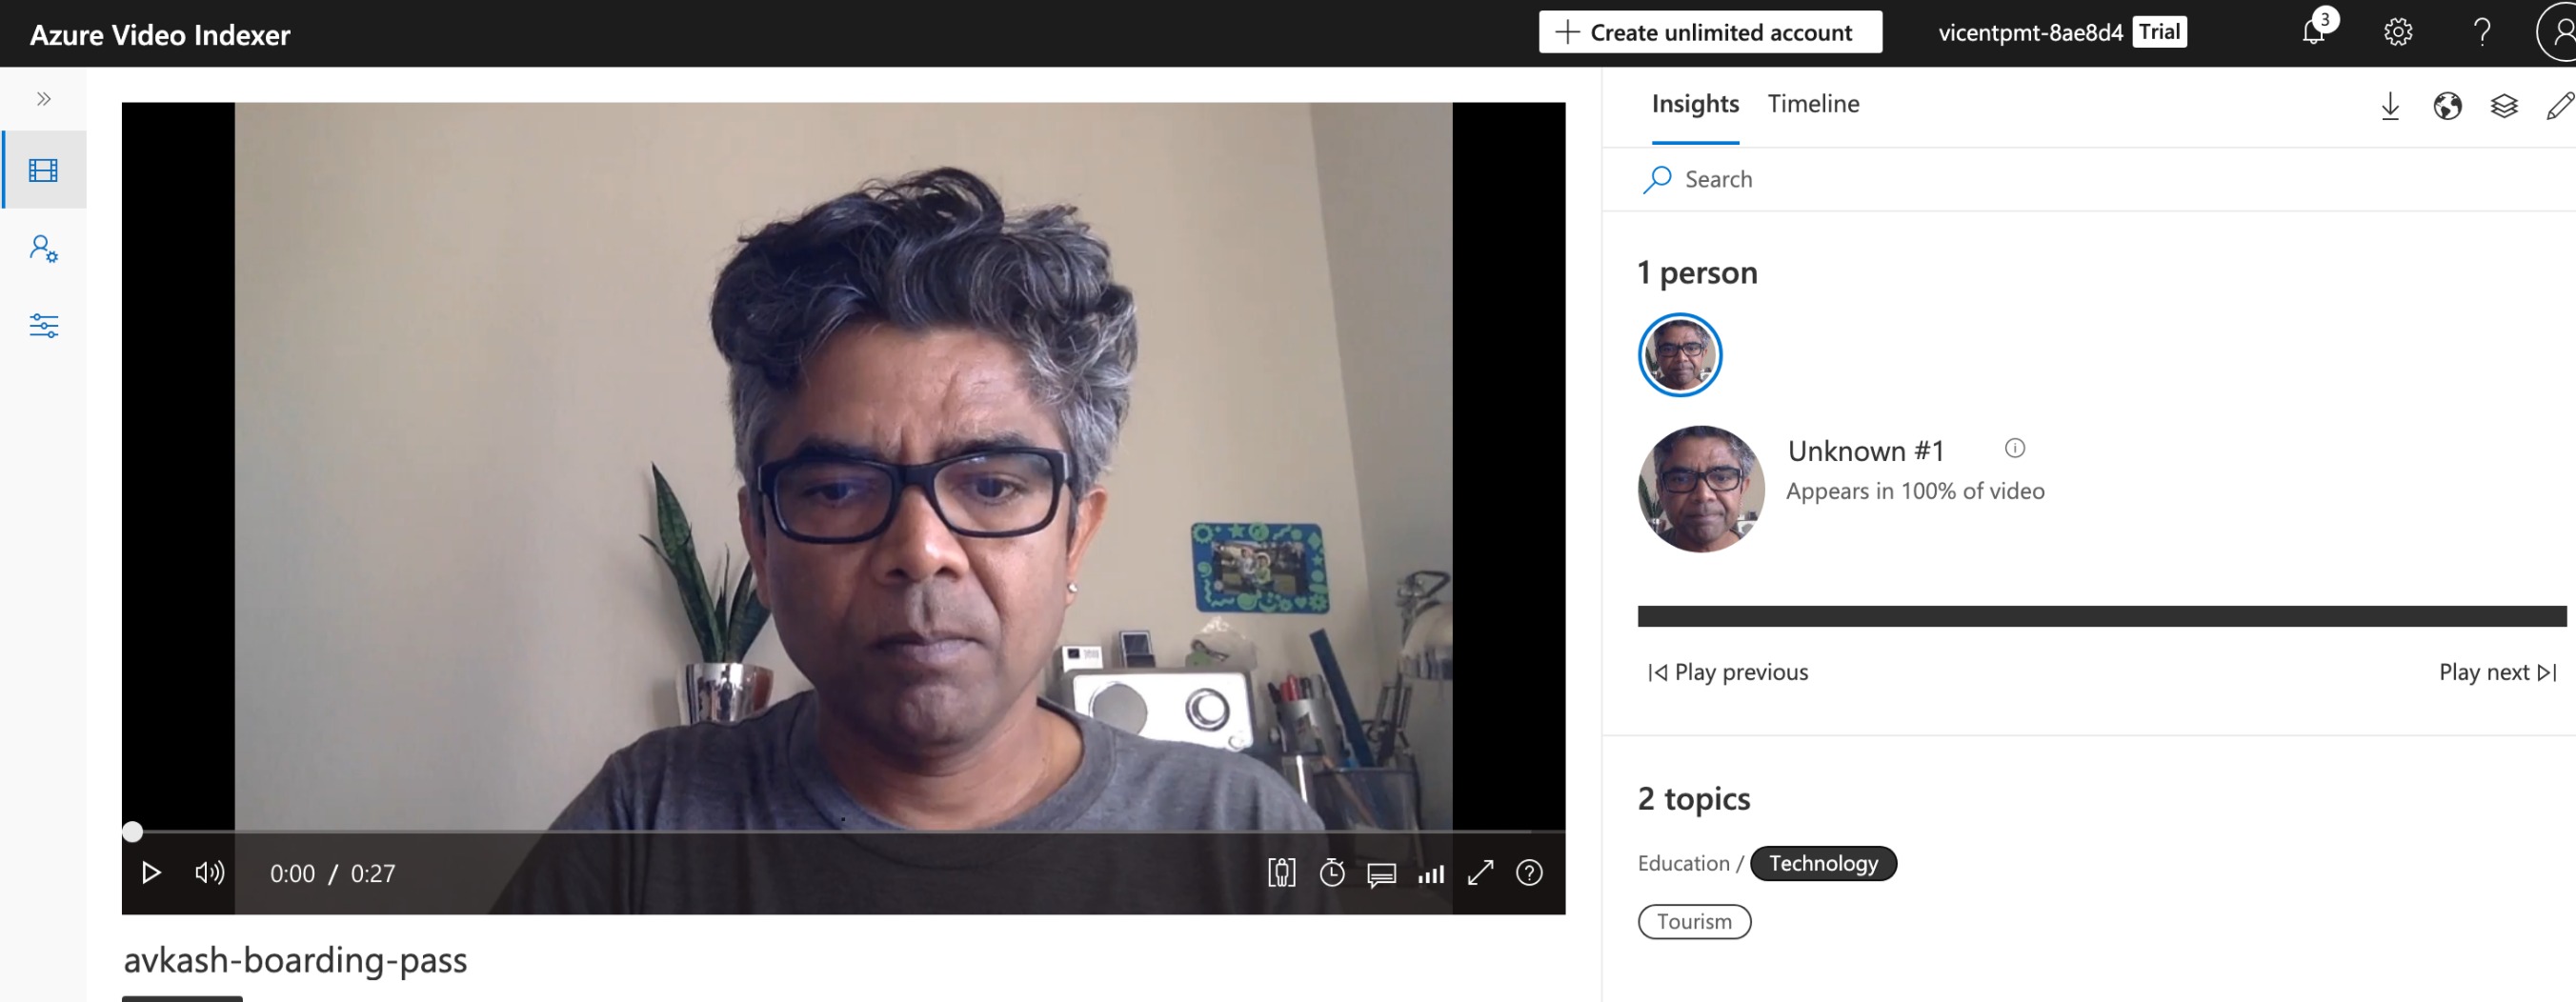 Azure Video Indexer
Create unlimited account
vicentpmt-8ae8d4 Trial
3
Insights Timeline
Search
1 person
Unknown #1
Appears in 100% of video
Play previous
Play next
2 topics
Education / Technology
Tourism
0:00 / 0:27
avkash-boarding-pass